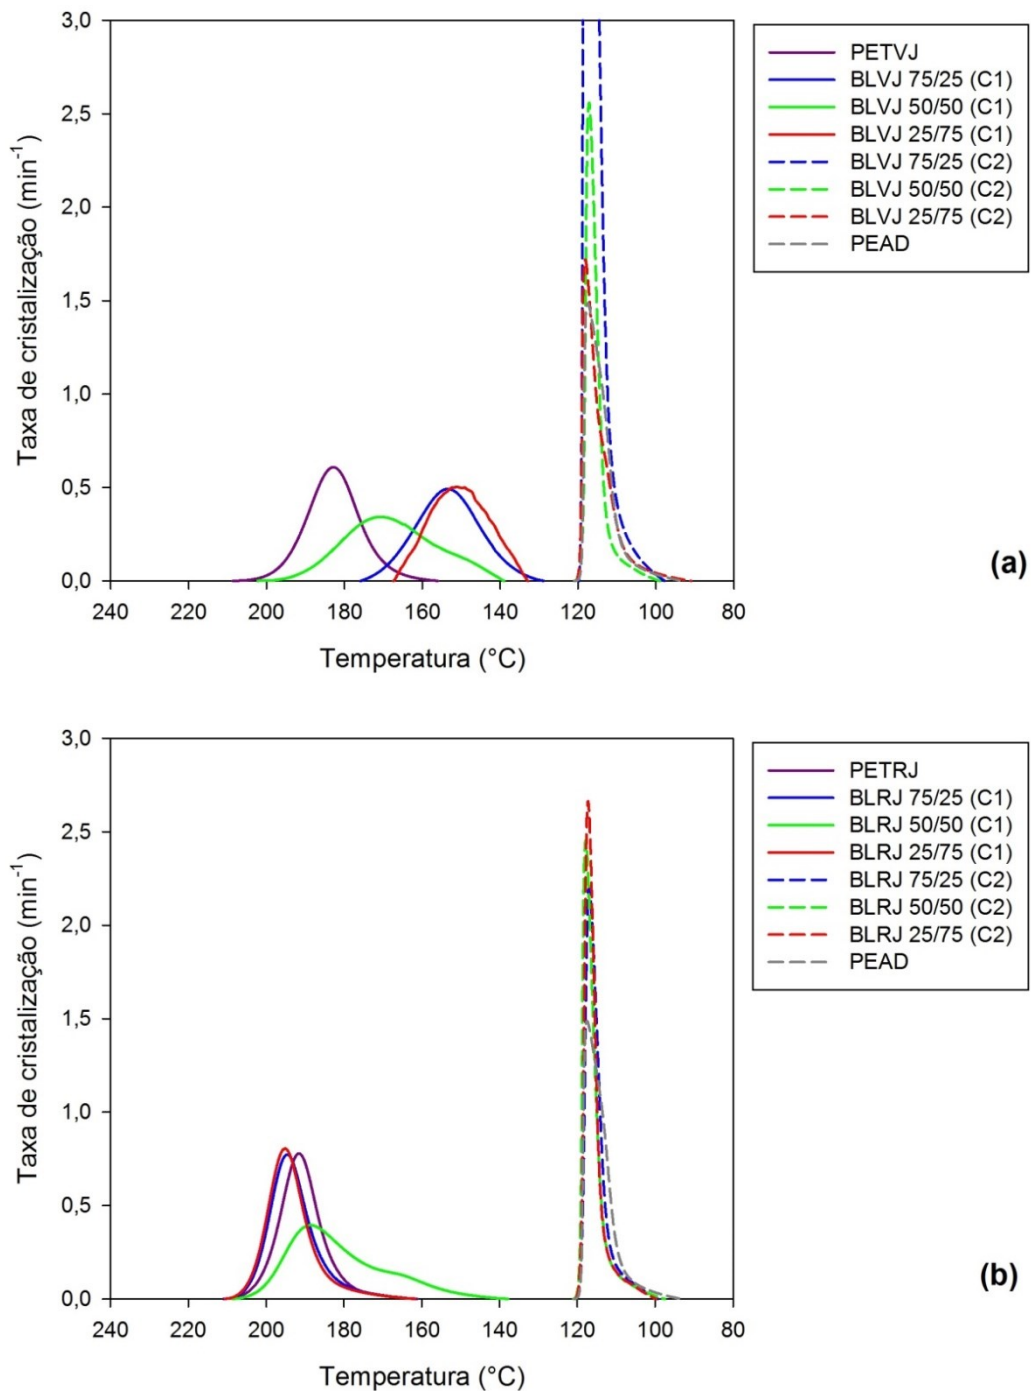 3,0
2,5
2,0
1,5
1,0
0,5
0,0
Taxa de cristalização (min⁻¹)
240 220 200 180 160 140 120 100 80
Temperatura (°C)
PETVJ
BLVJ 75/25 (C1)
BLVJ 50/50 (C1)
BLVJ 25/75 (C1)
BLVJ 75/25 (C2)
BLVJ 50/50 (C2)
BLVJ 25/75 (C2)
PEAD
(a)
3,0
2,5
2,0
1,5
1,0
0,5
0,0
Taxa de cristalização (min⁻¹)
240 220 200 180 160 140 120 100 80
Temperatura (°C)
PETRJ
BLRJ 75/25 (C1)
BLRJ 50/50 (C1)
BLRJ 25/75 (C1)
BLRJ 75/25 (C2)
BLRJ 50/50 (C2)
BLRJ 25/75 (C2)
PEAD
(b)